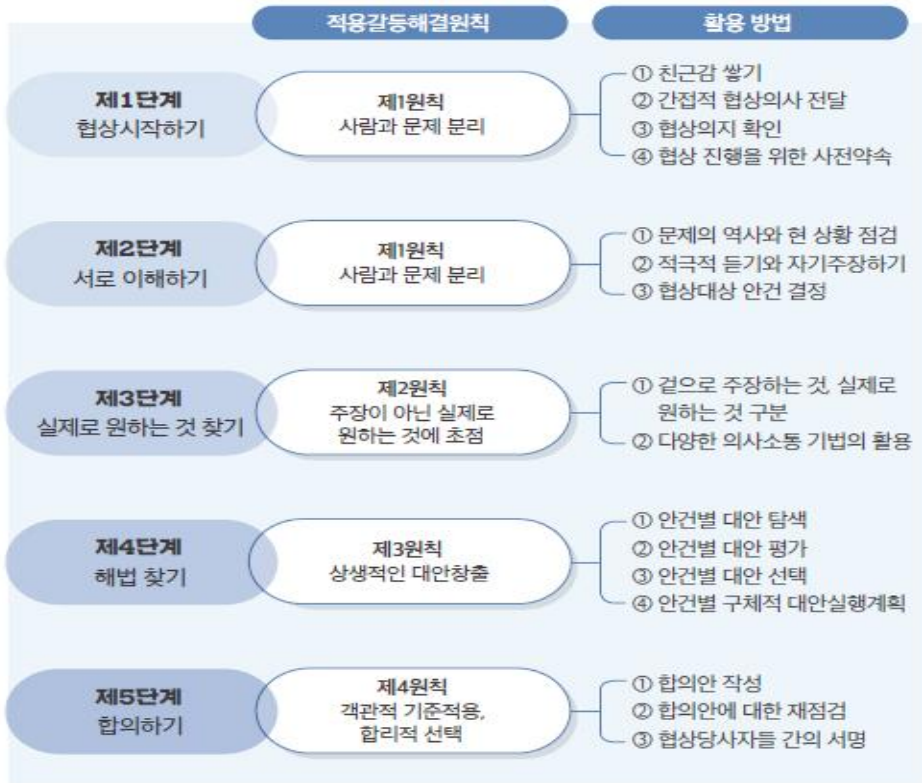 적용갈등해결원칙
활용 방법
제1단계
협상시작하기
제1원칙
사람과 문제 분리
① 친근감 쌓기
② 간접적 협상의사 전달
③ 협상의지 확인
④ 협상 진행을 위한 사전약속
제2단계
서로 이해하기
제1원칙
사람과 문제 분리
① 문제의 역사와 현 상황 점검
② 적극적 듣기와 자기주장하기
③ 협상대상 안건 결정
제3단계
실제로 원하는 것 찾기
제2원칙
주장이 아닌 실제로
원하는 것에 초점
① 겉으로 주장하는 것, 실제로
원하는 것 구분
② 다양한 의사소통 기법의 활용
제4단계
해법 찾기
제3원칙
상생적인 대안창출
① 안건별 대안 탐색
② 안건별 대안 평가
③ 안건별 대안 선택
④ 안건별 구체적 대안실행계획
제5단계
합의하기
제4원칙
객관적 기준적용,
합리적 선택
① 합의안 작성
② 합의안에 대한 재점검
③ 협상당사자들 간의 서명